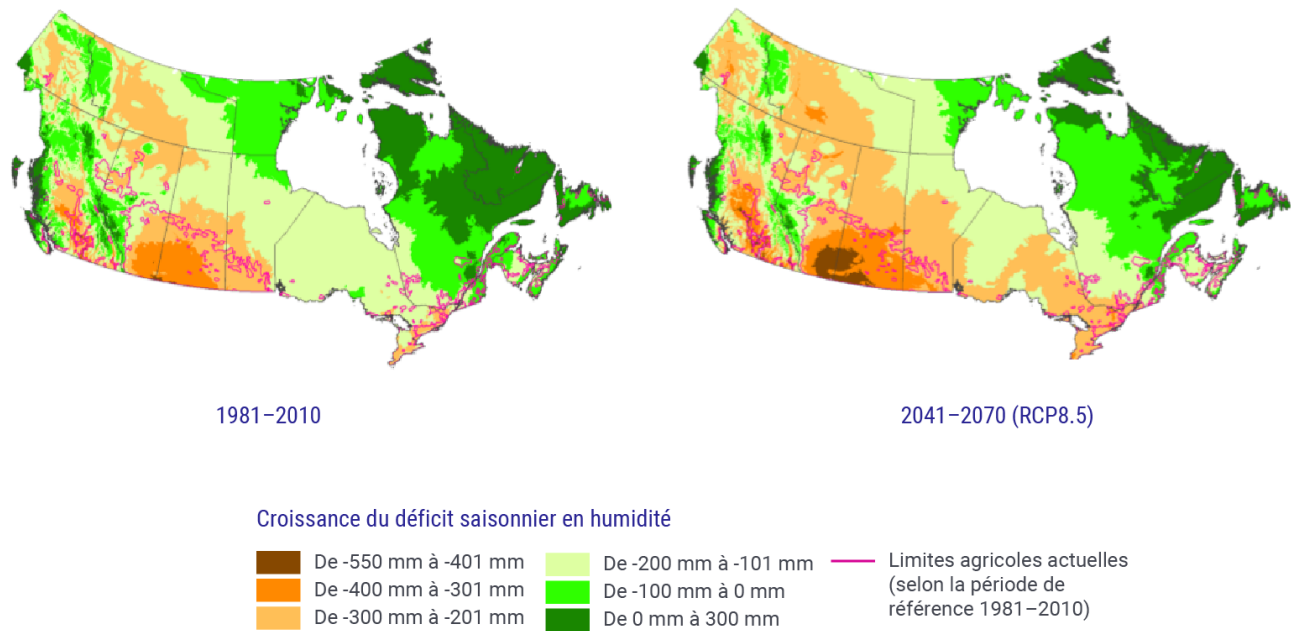 1981–2010
2041–2070 (RCP8.5)
Croissance du déficit saisonnier en humidité
De -550 mm à -401 mm
De -400 mm à -301 mm
De -300 mm à -201 mm
De -200 mm à -101 mm
De -100 mm à 0 mm
De 0 mm à 300 mm
Limites agricoles actuelles
(selon la période de
référence 1981–2010)